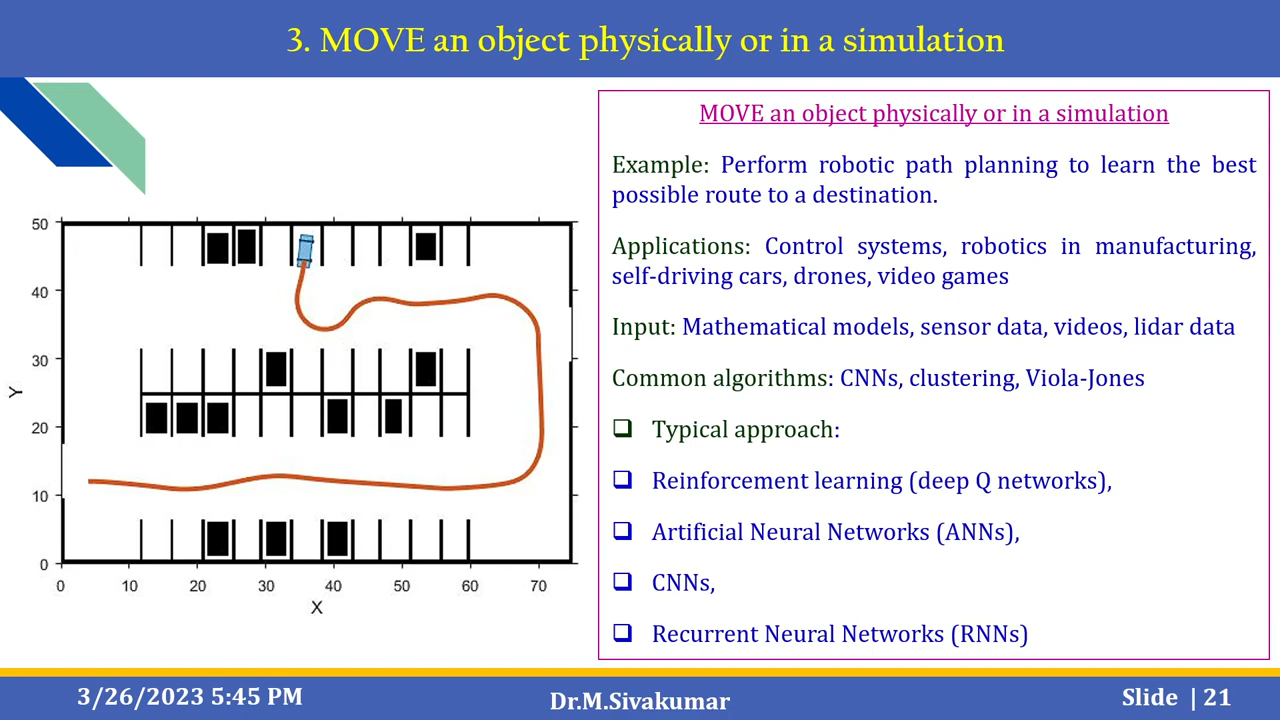 3. MOVE an object physically or in a simulation
MOVE an object physically or in a simulation
Example: Perform robotic path planning to learn the best
possible route to a destination.
Applications: Control systems, robotics in manufacturing,
self-driving cars, drones, video games
Input: Mathematical models, sensor data, videos, lidar data
Common algorithms: CNNs, clustering, Viola-Jones
❑ Typical approach:
❑ Reinforcement learning (deep Q networks),
❑ Artificial Neural Networks (ANNs),
❑ CNNs,
❑ Recurrent Neural Networks (RNNs)
50
40
30
20
10
0
Y
0 10 20 30 40 50 60 70
X
3/26/2023 5:45 PM
Dr.M.Sivakumar
Slide | 21